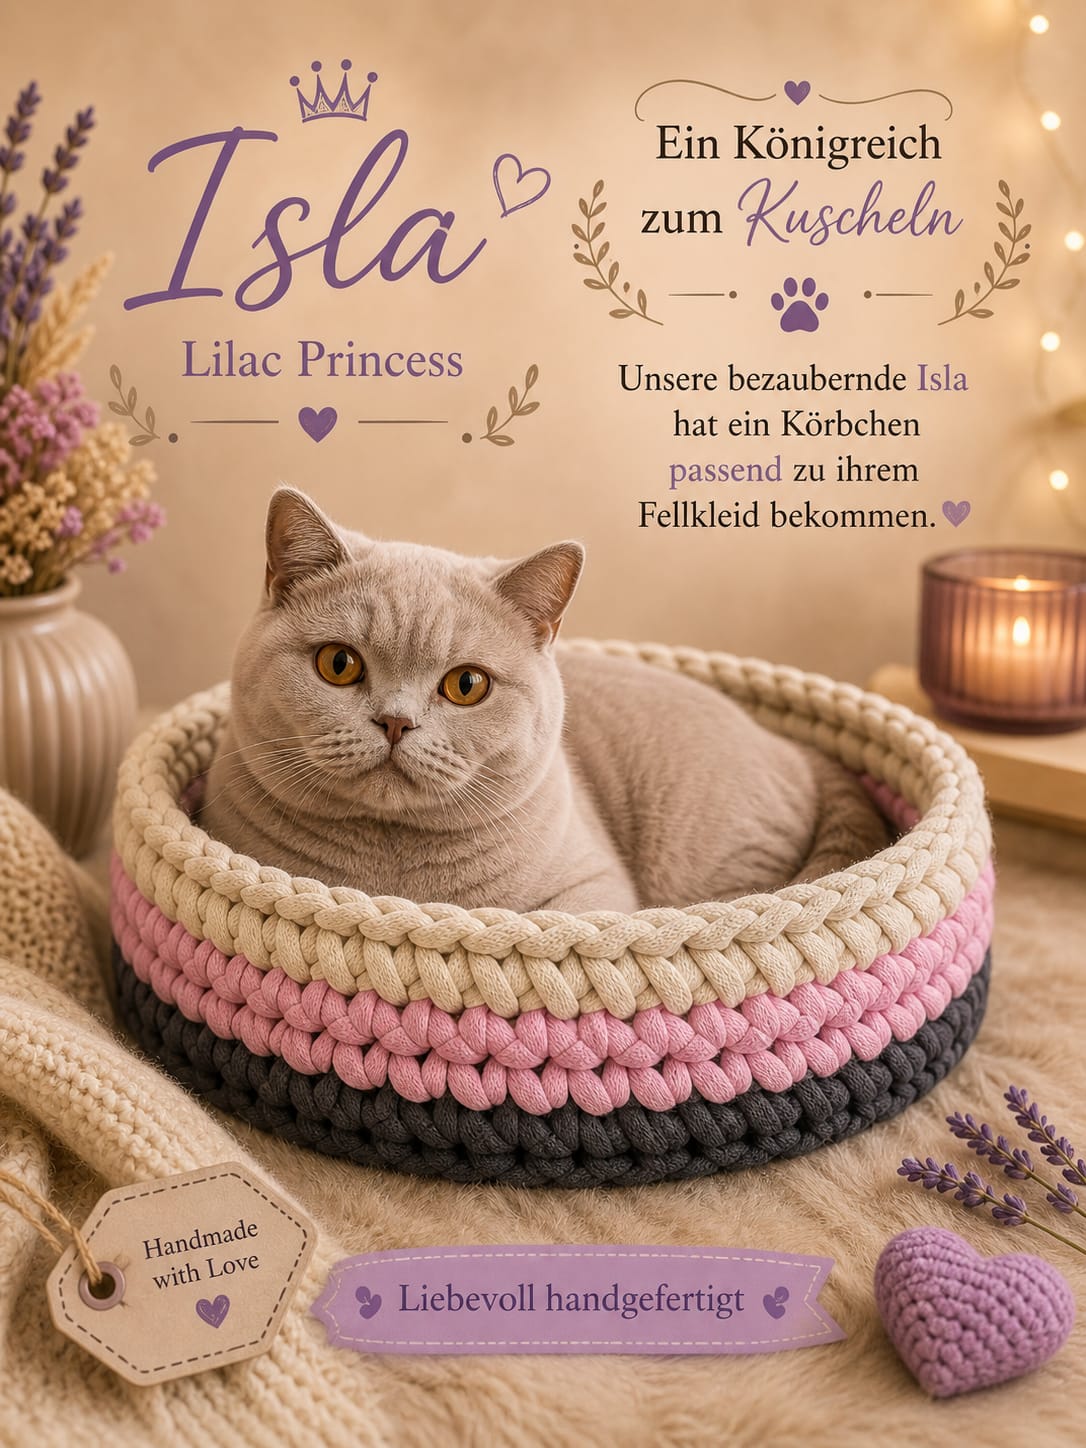 Isla
Lilac Princess
Ein Königreich
zum Kuscheln
Unsere bezaubernde Isla
hat ein Körbchen
passend zu ihrem
Fellkleid bekommen.
Handmade
with Love
Liebevoll handgefertigt